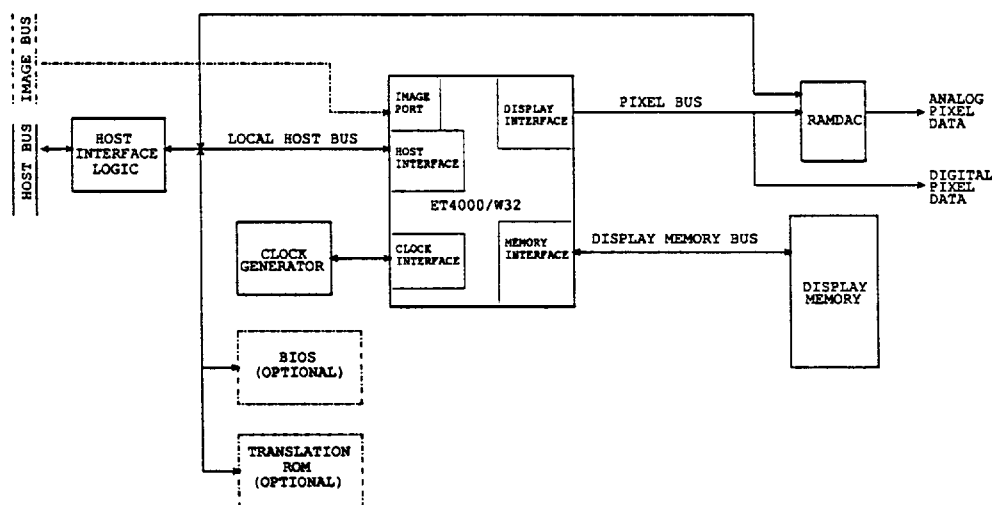 IMAGE BUS
HOST BUS
HOST
INTERFACE
LOGIC
LOCAL HOST BUS
IMAGE
PORT
HOST
INTERFACE
DISPLAY
INTERFACE
ET4000/W32
CLOCK
INTERFACE
MEMORY
INTERFACE
PIXEL BUS
RAMDAC
ANALOG
PIXEL
DATA
DIGITAL
PIXEL
DATA
CLOCK
GENERATOR
DISPLAY MEMORY BUS
DISPLAY
MEMORY
BIOS
(OPTIONAL)
TRANSLATION
ROM
(OPTIONAL)